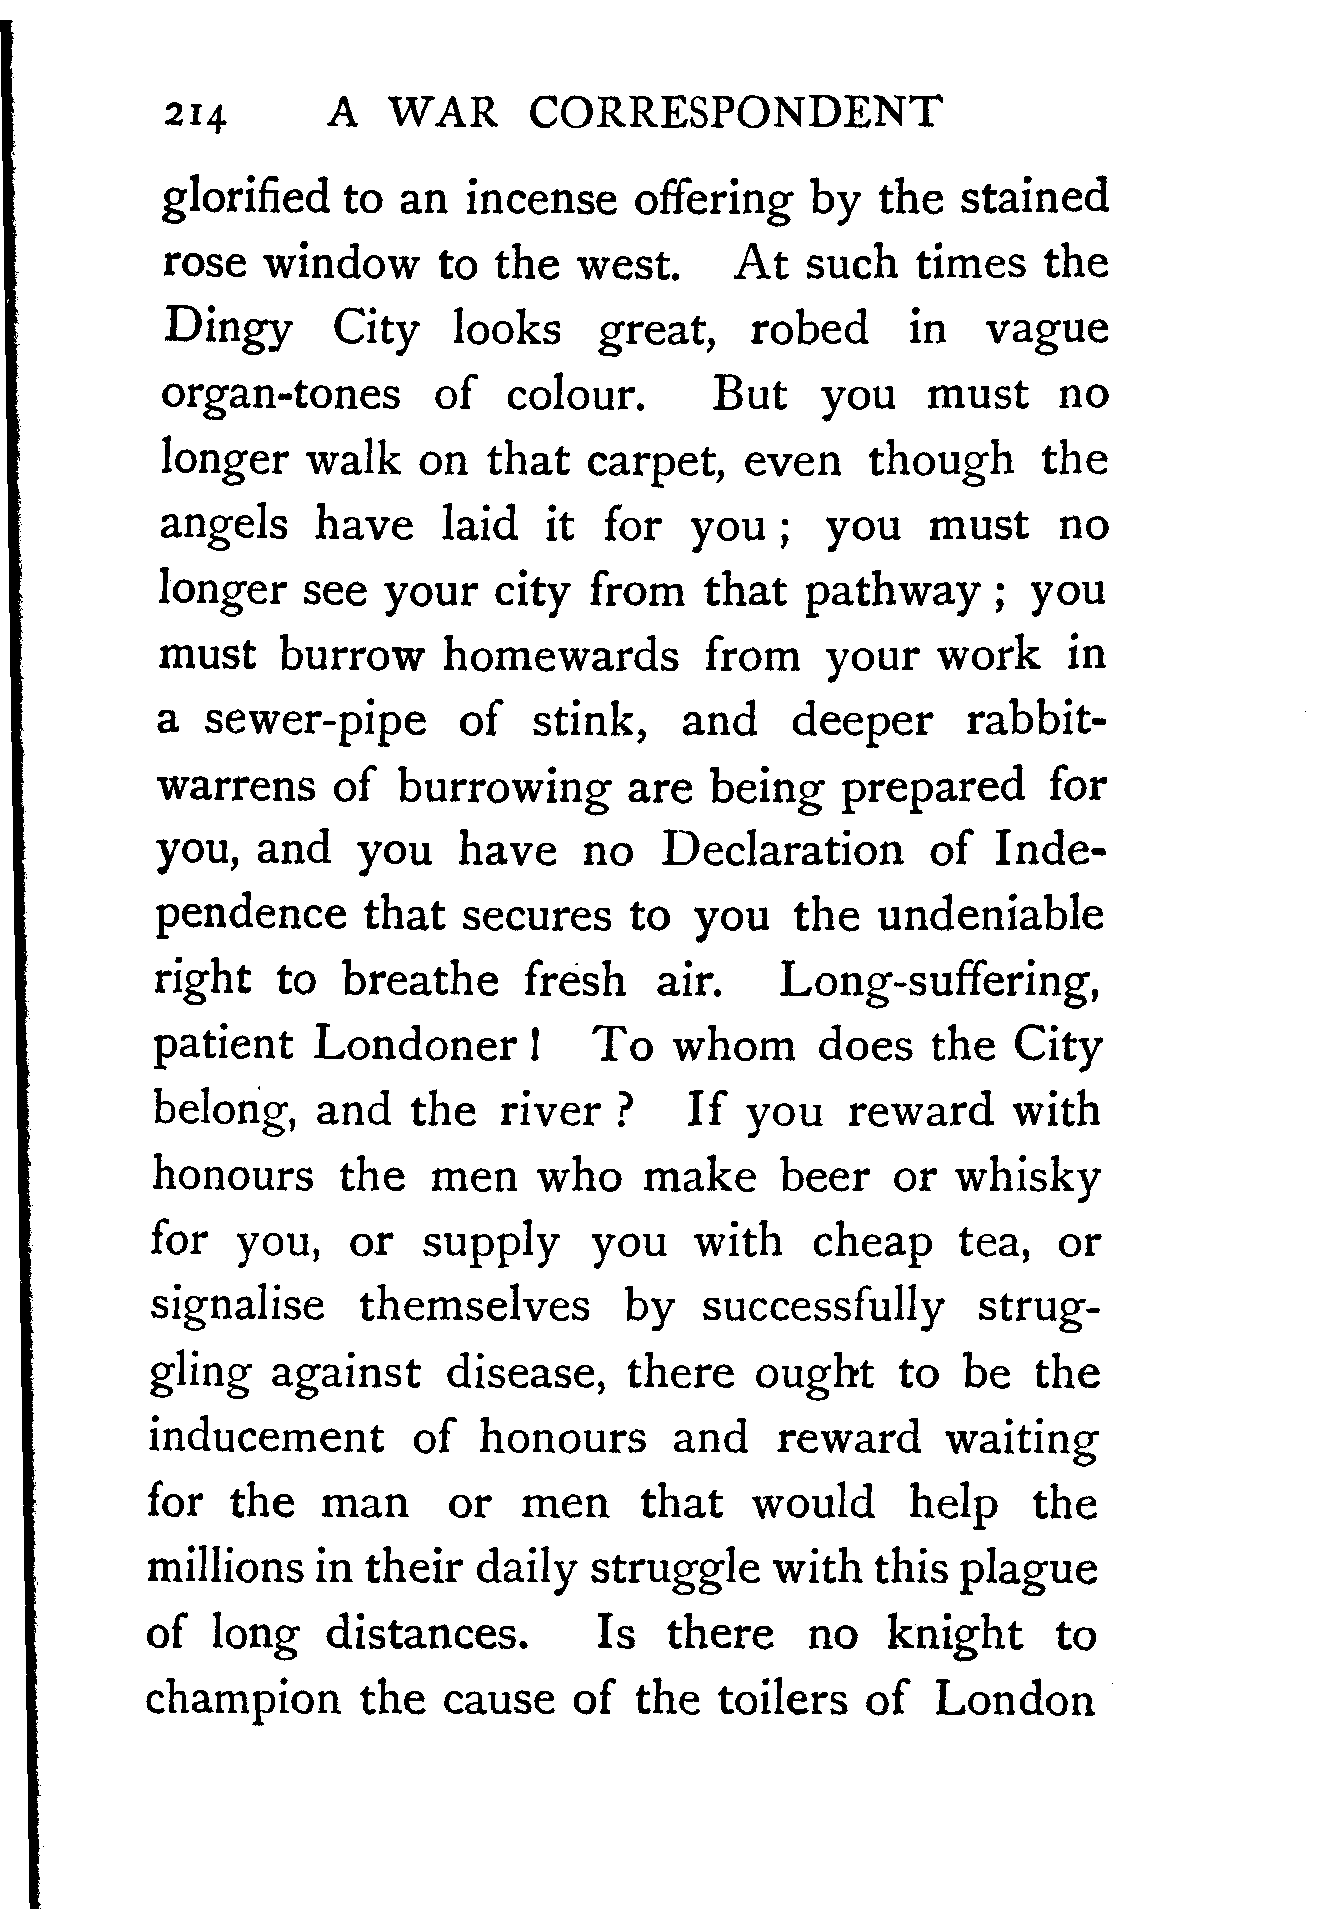 214 A WAR CORRESPONDENT
glorified to an incense offering by the stained
rose window to the west. At such times the
Dingy City looks great, robed in vague
organ-tones of colour. But you must no
longer walk on that carpet, even though the
angels have laid it for you ; you must no
longer see your city from that pathway ; you
must burrow homewards from your work in
a sewer-pipe of stink, and deeper rabbit-
warrens of burrowing are being prepared for
you, and you have no Declaration of Inde-
pendence that secures to you the undeniable
right to breathe fresh air. Long-suffering,
patient Londoner ! To whom does the City
belong, and the river ? If you reward with
honours the men who make beer or whisky
for you, or supply you with cheap tea, or
signalise themselves by successfully strug-
gling against disease, there ought to be the
inducement of honours and reward waiting
for the man or men that would help the
millions in their daily struggle with this plague
of long distances. Is there no knight to
champion the cause of the toilers of London